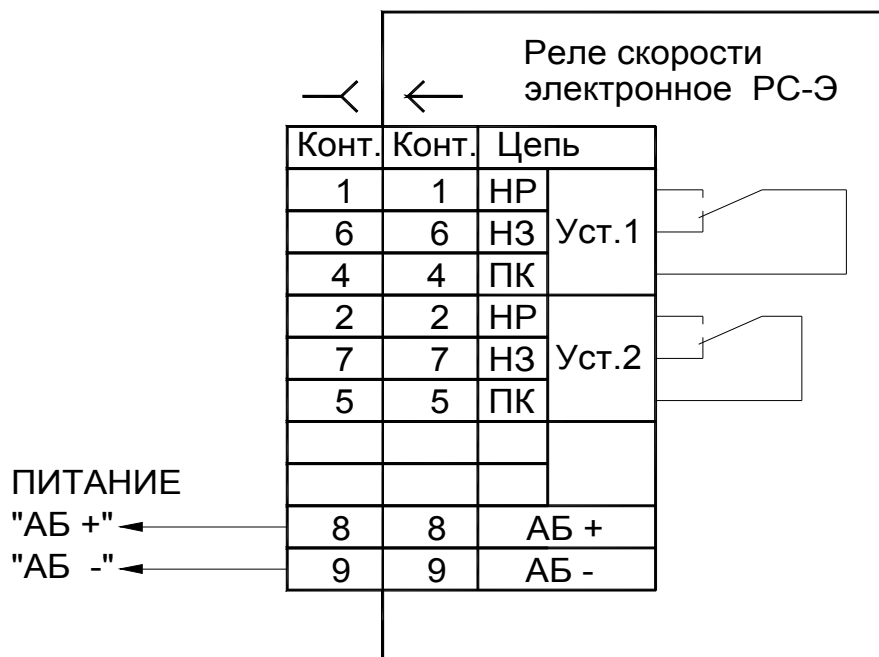 Реле скорости
электронное РС-Э
Конт. Конт. Цепь
1 1 НР
6 6 НЗ Уст.1
4 4 ПК
2 2 НР
7 7 НЗ Уст.2
5 5 ПК
ПИТАНИЕ
"АБ +" 8 8 АБ +
"АБ -" 9 9 АБ -